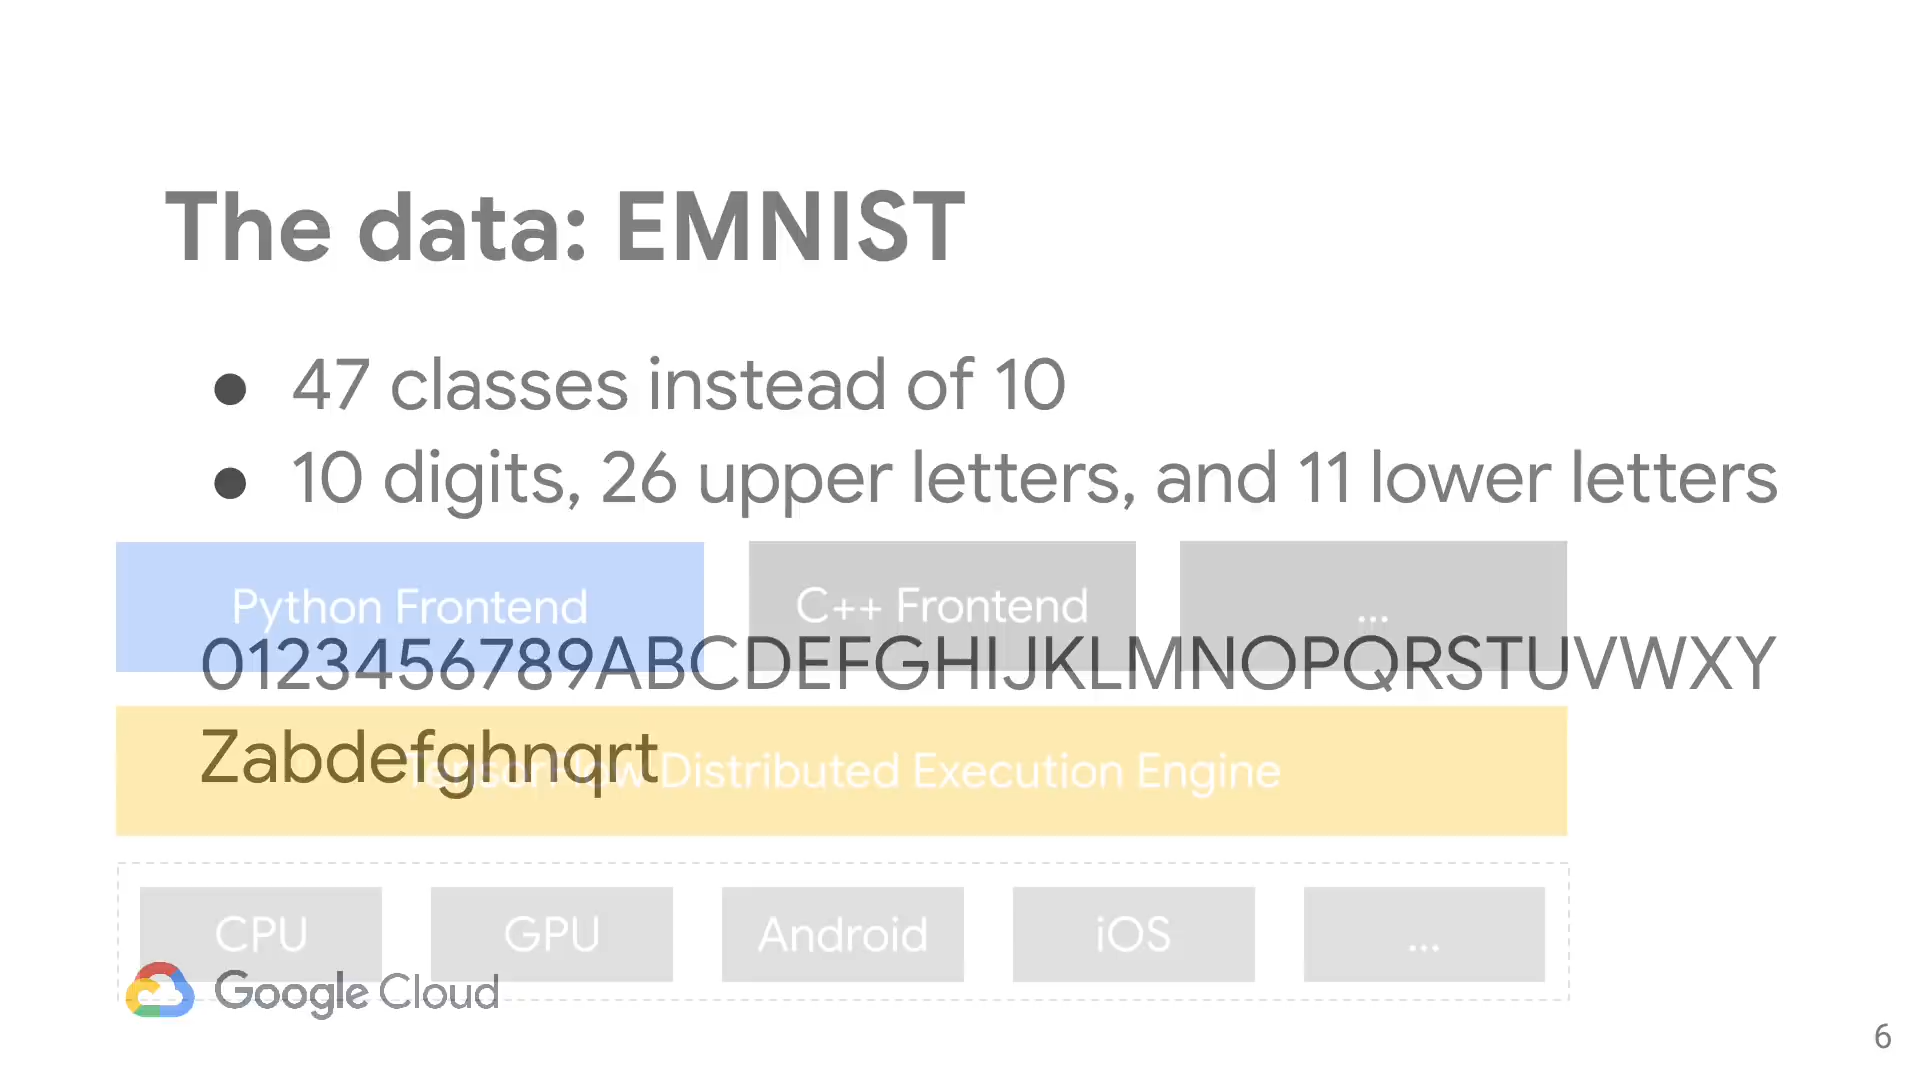 The data: EMNIST
● 47 classes instead of 10
● 10 digits, 26 upper letters, and 11 lower letters
Python Frontend
C++ Frontend
...
0123456789ABCDEFGHIJKLMNOPQRSTUVWXY
Zabdefghnqrt
TensorFlow Distributed Execution Engine
CPU
GPU
Android
iOS
...
Google Cloud
6